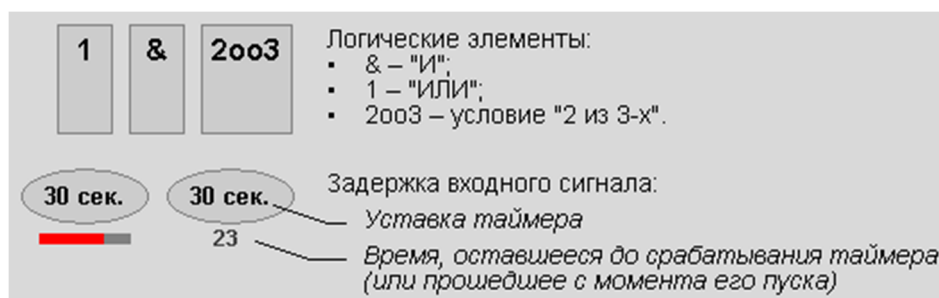 1 & 2oo3
Логические элементы:
▪ & – "И";
▪ 1 – "ИЛИ";
▪ 2oo3 – условие "2 из 3-х".
30 сек. 30 сек.
Задержка входного сигнала:
Уставка таймера
23
Время, оставшееся до срабатывания таймера
(или прошедшее с момента его пуска)